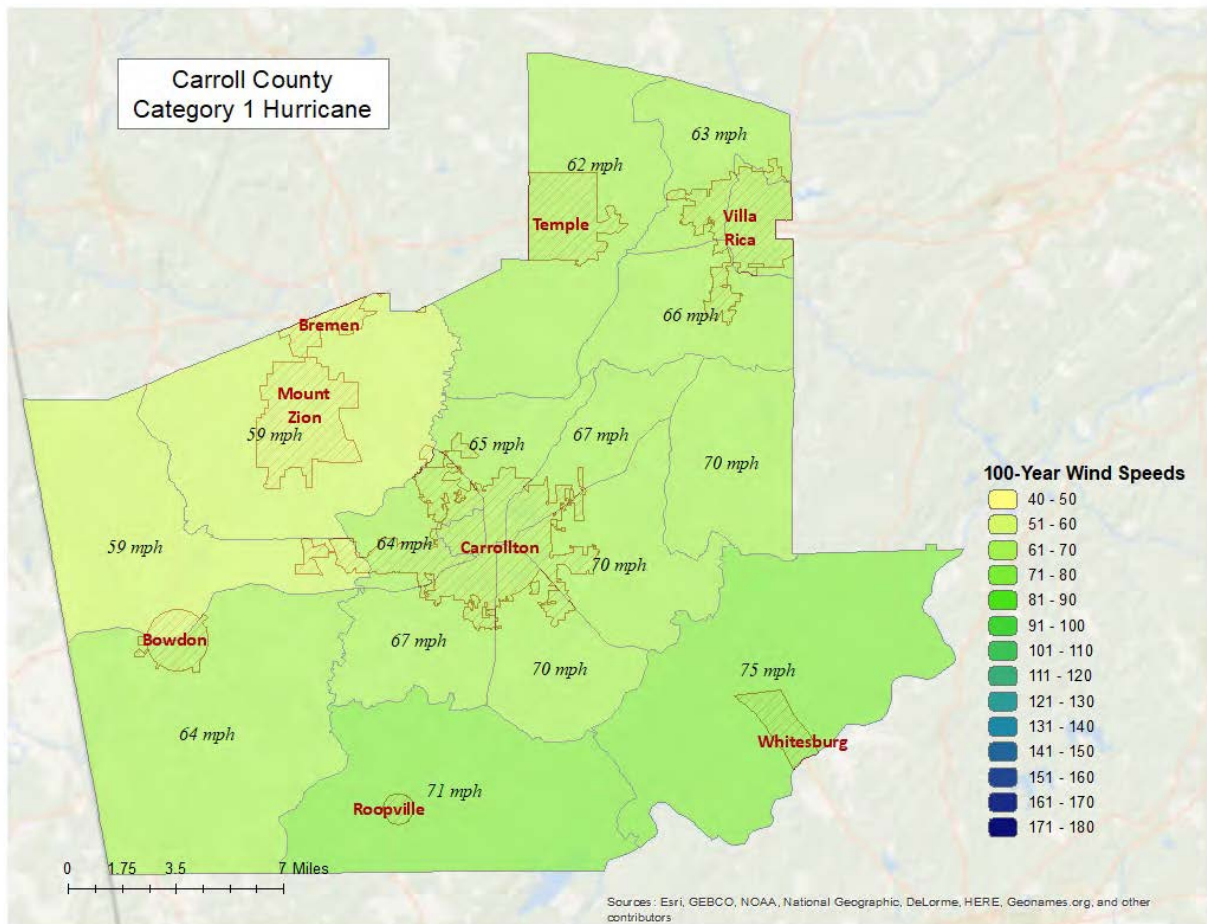 Carroll County
Category 1 Hurricane
63 mph
62 mph
Temple
Villa
Rica
66 mph
Bremen
Mount
Zion
59 mph
65 mph
67 mph
70 mph
59 mph
64 mph
Carrollton
70 mph
Bowdon
67 mph
70 mph
75 mph
64 mph
Whitesburg
71 mph
Roopville
100-Year Wind Speeds
40 - 50
51 - 60
61 - 70
71 - 80
81 - 90
91 - 100
101 - 110
111 - 120
121 - 130
131 - 140
141 - 150
151 - 160
161 - 170
171 - 180
0 1.75 3.5 7 Miles
Sources: Esri, GEBCO, NOAA, National Geographic, DeLorme, HERE, Geonames.org, and other
contributors